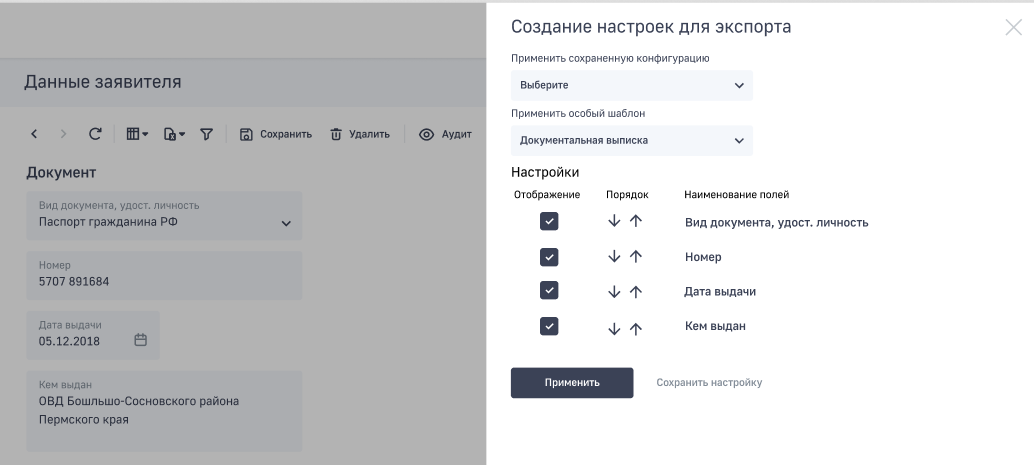 Данные заявителя
Сохранить Удалить Аудит
Документ
Вид документа, удост. личность
Паспорт гражданина РФ
Номер
5707 891684
Дата выдачи
05.12.2018
Кем выдан
ОВД Бошльшо-Сосновского района
Пермского края
Создание настроек для экспорта
Применить сохраненную конфигурацию
Выберите
Применить особый шаблон
Документальная выписка
Настройки
Отображение Порядок Наименование полей
Вид документа, удост. личность
Номер
Дата выдачи
Кем выдан
Применить Сохранить настройку